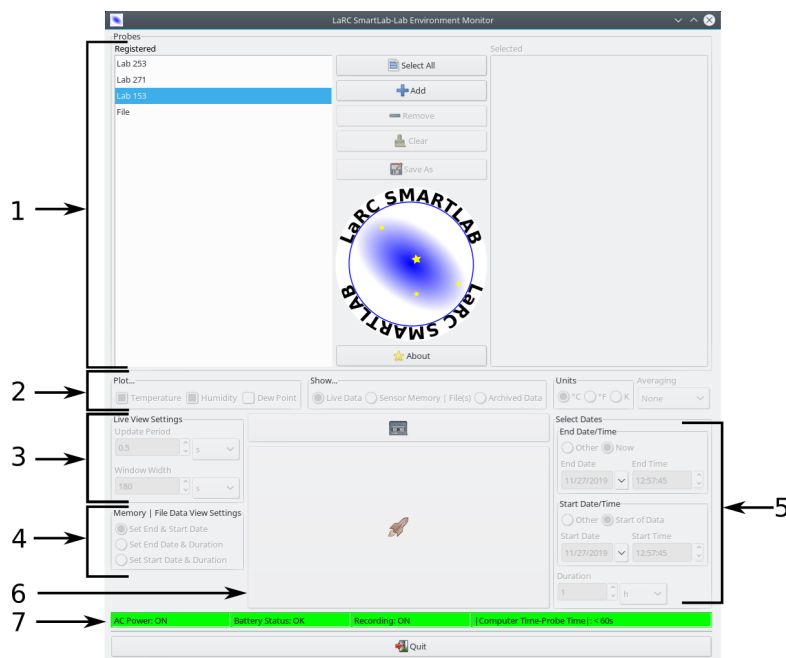 LaRC SmartLab-Lab Environment Monitor
Probes
Registered
Selected
Lab 253
Lab 271
Lab 153
File
Select All
Add
Remove
Clear
Save As
LaRC SMARTLAB
LaRC SMARTLAB
About
1
Plot...
Temperature Humidity Dew Point
Show...
Live Data Sensor Memory | File(s) Archived Data
Units
°C °F K
Averaging
None
2
Live View Settings
Update Period
0.5 s
Window Width
180 s
3
Memory | File Data View Settings
Set End & Start Date
Set End Date & Duration
Set Start Date & Duration
4
Select Dates
End Date/Time
Other Now
End Date End Time
11/27/2019 12:57:45
Start Date/Time
Other Start of Data
Start Date Start Time
11/27/2019 12:57:45
Duration
1 h
5
6
7
AC Power: ON Battery Status: OK Recording: ON |Computer Time-Probe Time|: < 60s
Quit